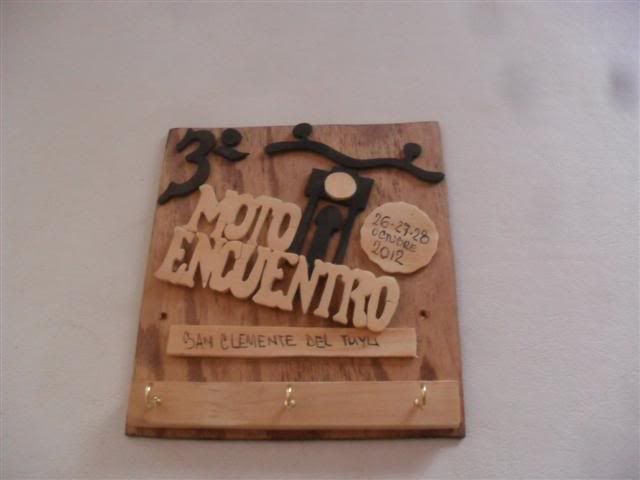 3º
MOTO
ENCUENTRO
26-27-28
OCTUBRE
2012
SAN CLEMENTE DEL TUYU